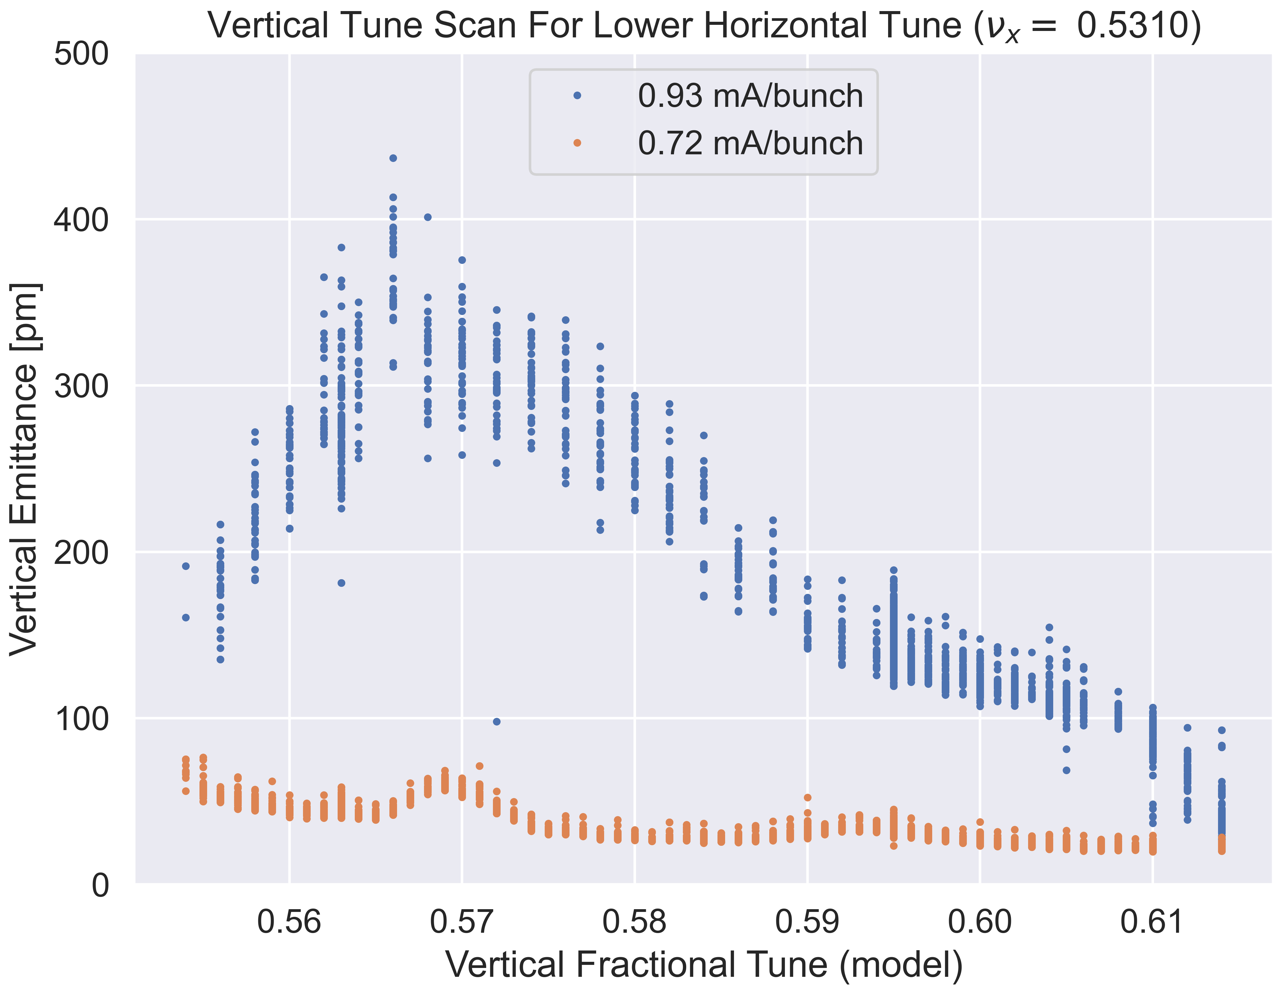 Vertical Tune Scan For Lower Horizontal Tune (νₓ = 0.5310)
0.93 mA/bunch
0.72 mA/bunch
Vertical Emittance [pm]
500
400
300
200
100
0
0.56 0.57 0.58 0.59 0.60 0.61
Vertical Fractional Tune (model)